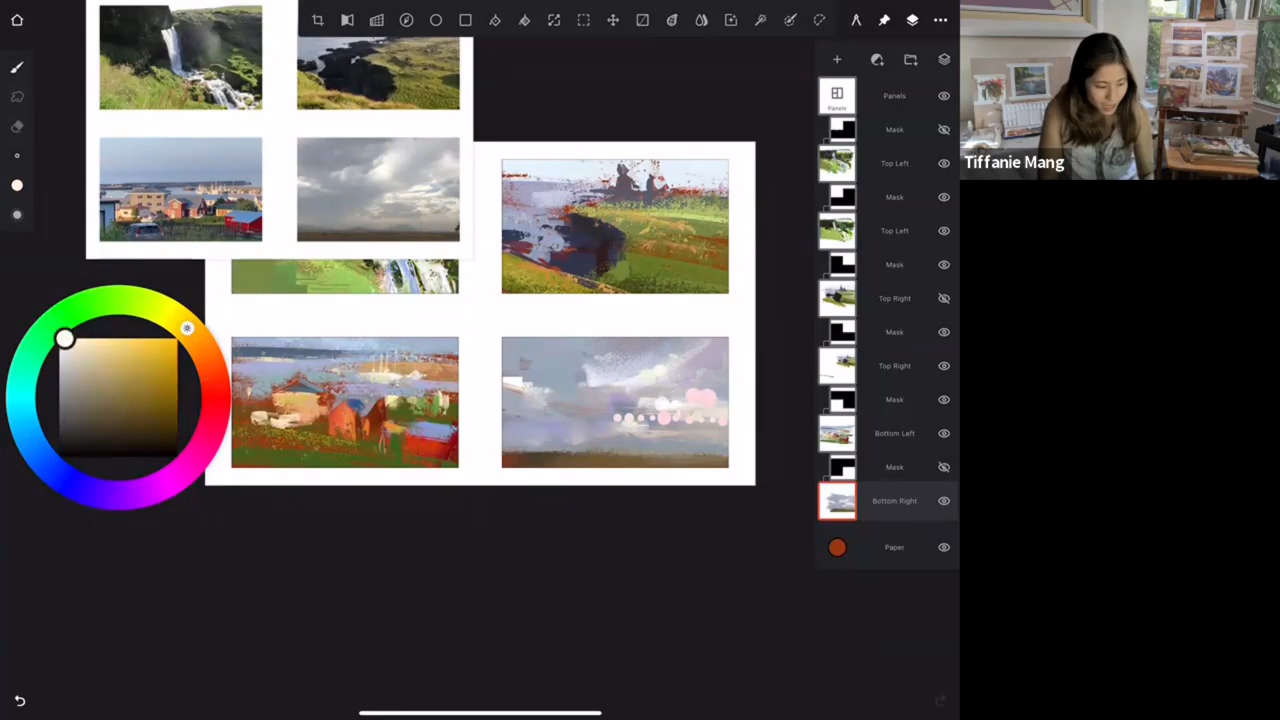 Panels
Panels
Mask
Top Left
Mask
Top Left
Mask
Top Right
Mask
Top Right
Mask
Bottom Left
Mask
Bottom Right
Paper
Tiffanie Mang